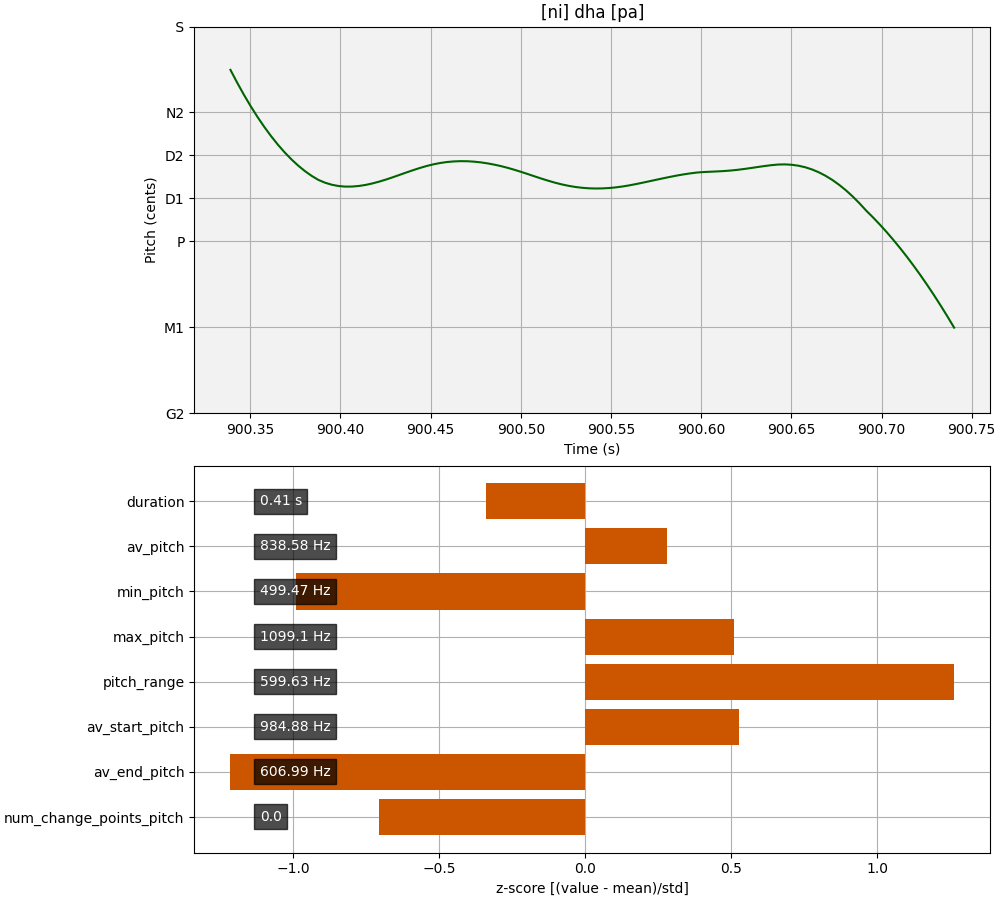 [ni] dha [pa]
S
N2
D2
D1
P
M1
G2
Pitch (cents)
900.35 900.40 900.45 900.50 900.55 900.60 900.65 900.70 900.75
Time (s)
duration 0.41 s
av_pitch 838.58 Hz
min_pitch 499.47 Hz
max_pitch 1099.1 Hz
pitch_range 599.63 Hz
av_start_pitch 984.88 Hz
av_end_pitch 606.99 Hz
num_change_points_pitch 0.0
−1.0 −0.5 0.0 0.5 1.0
z-score [(value - mean)/std]